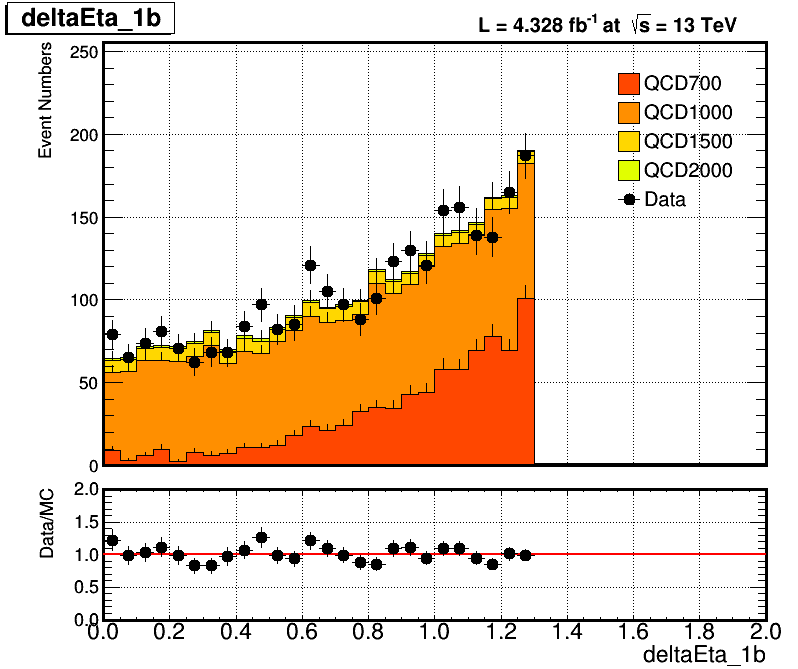 deltaEta_1b
L = 4.328 fb⁻¹ at √s = 13 TeV
Event Numbers
250
200
150
100
50
0
QCD700
QCD1000
QCD1500
QCD2000
Data
Data/MC
2.0
1.5
1.0
0.5
0.0
0.0 0.2 0.4 0.6 0.8 1.0 1.2 1.4 1.6 1.8 2.0
deltaEta_1b